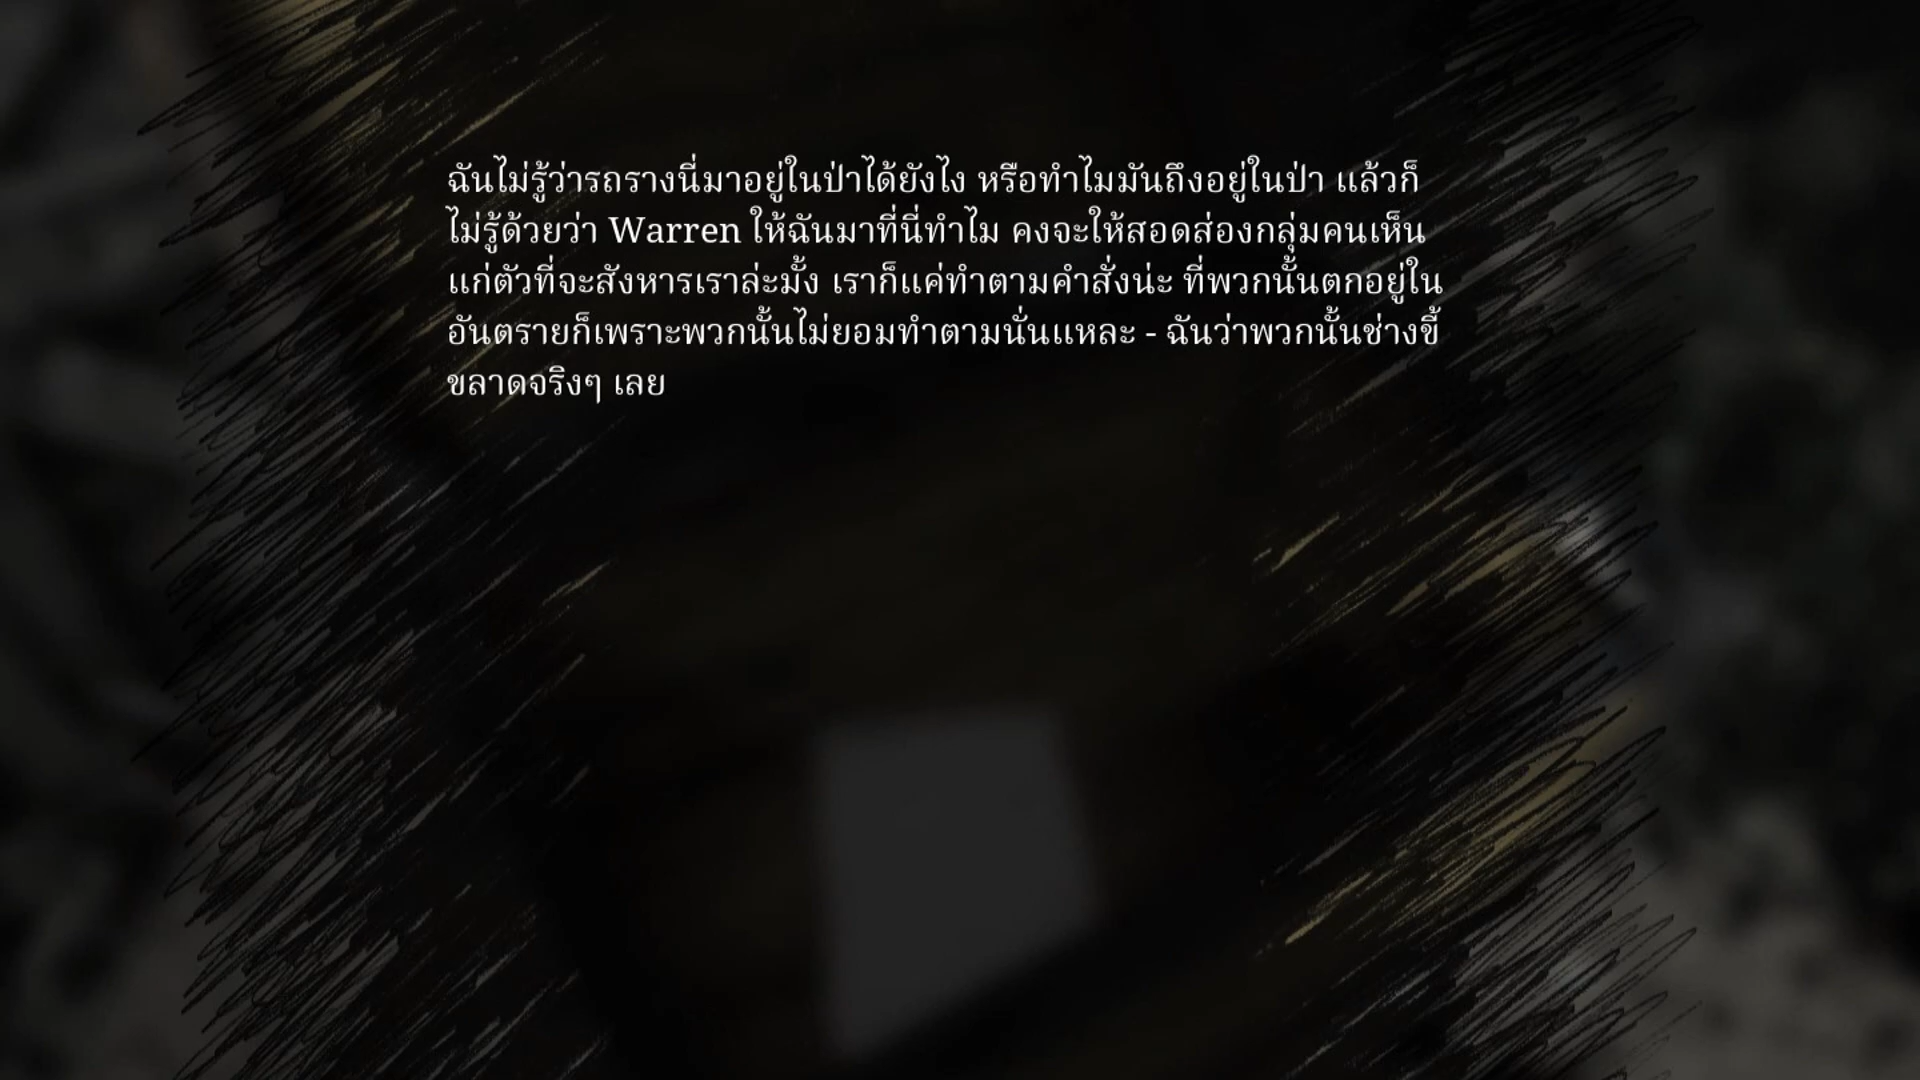 ฉันไม่รู้ว่ารถรางนี่มาอยู่ในป่าได้ยังไง หรือทำไมมันถึงอยู่ในป่า แล้วก็
ไม่รู้ด้วยว่า Warren ให้ฉันมาที่นี่ทำไม คงจะให้สอดส่องกลุ่มคนเห็น
แก่ตัวที่จะสังหารเราล่ะมั้ง เราก็แค่ทำตามคำสั่งน่ะ ที่พวกนั้นตกอยู่ใน
อันตรายก็เพราะพวกนั้นไม่ยอมทำตามนั่นแหละ - ฉันว่าพวกนั้นช่างขี้
ขลาดจริงๆ เลย